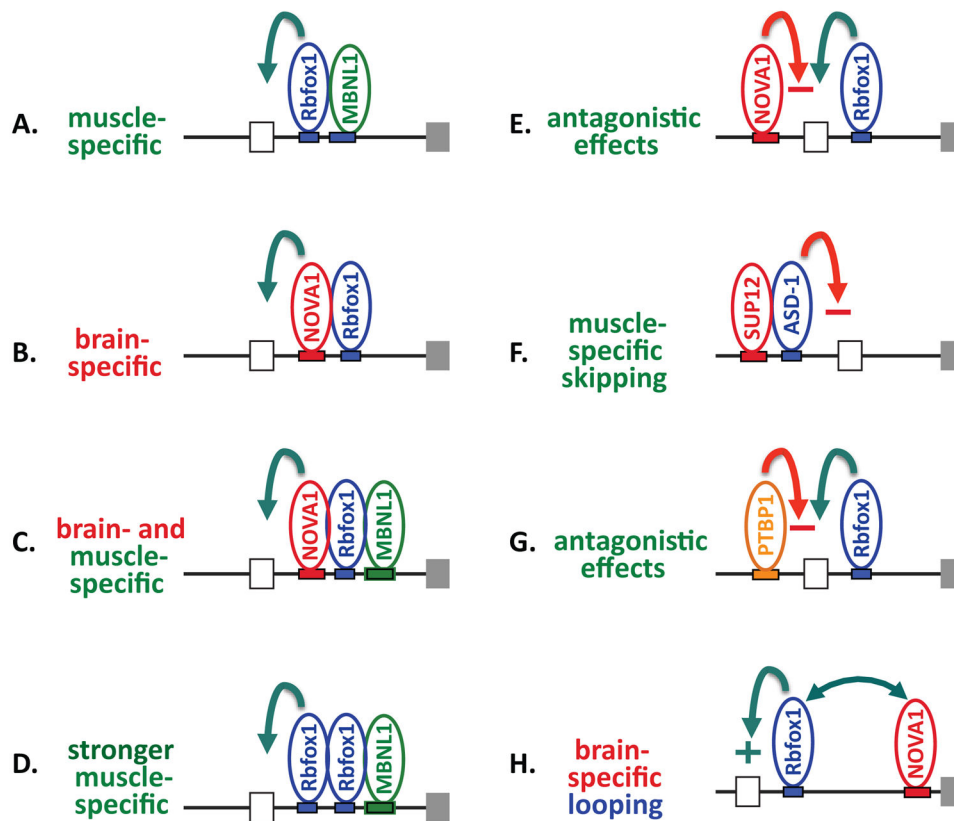 A.
muscle-
specific
Rbfox1
MBNL1
B.
brain-
specific
NOVA1
Rbfox1
C.
brain- and
muscle-
specific
NOVA1
Rbfox1
MBNL1
D.
stronger
muscle-
specific
Rbfox1
Rbfox1
MBNL1
E.
antagonistic
effects
NOVA1
Rbfox1
F.
muscle-
specific
skipping
SUP12
ASD-1
G.
antagonistic
effects
PTBP1
Rbfox1
H.
brain-
specific
looping
+
Rbfox1
NOVA1